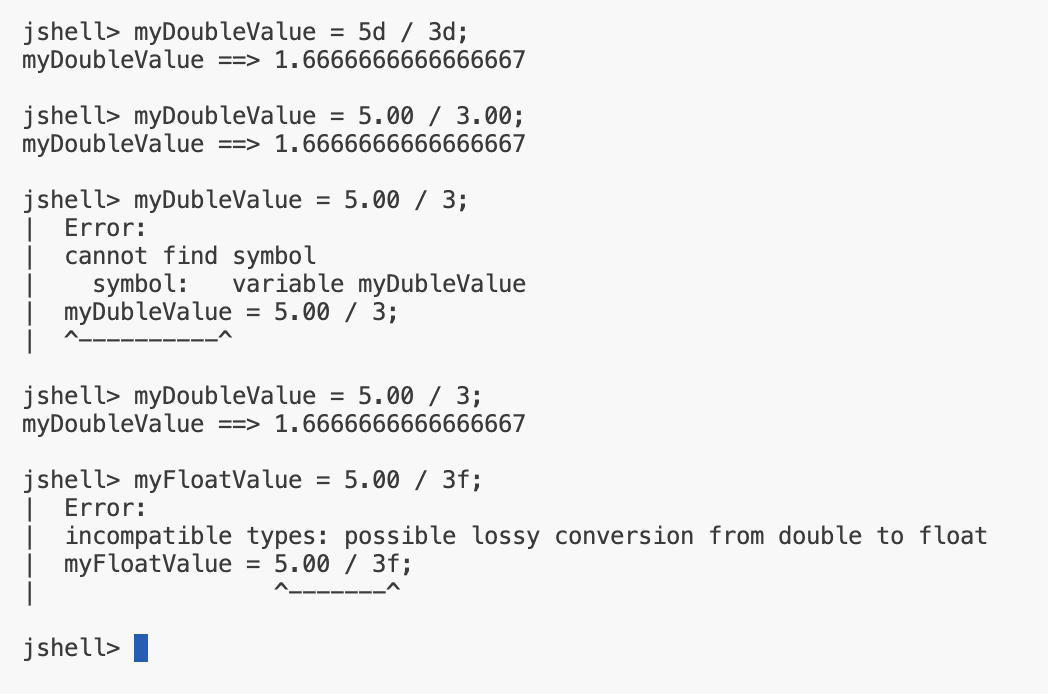 jshell> myDoubleValue = 5d / 3d;
myDoubleValue ==> 1.6666666666666667
jshell> myDoubleValue = 5.00 / 3.00;
myDoubleValue ==> 1.6666666666666667
jshell> myDubleValue = 5.00 / 3;
|  Error:
|  cannot find symbol
|    symbol:   variable myDubleValue
|  myDubleValue = 5.00 / 3;
|  ^----------^
jshell> myDoubleValue = 5.00 / 3;
myDoubleValue ==> 1.6666666666666667
jshell> myFloatValue = 5.00 / 3f;
|  Error:
|  incompatible types: possible lossy conversion from double to float
|  myFloatValue = 5.00 / 3f;
|                 ^-------^
jshell>